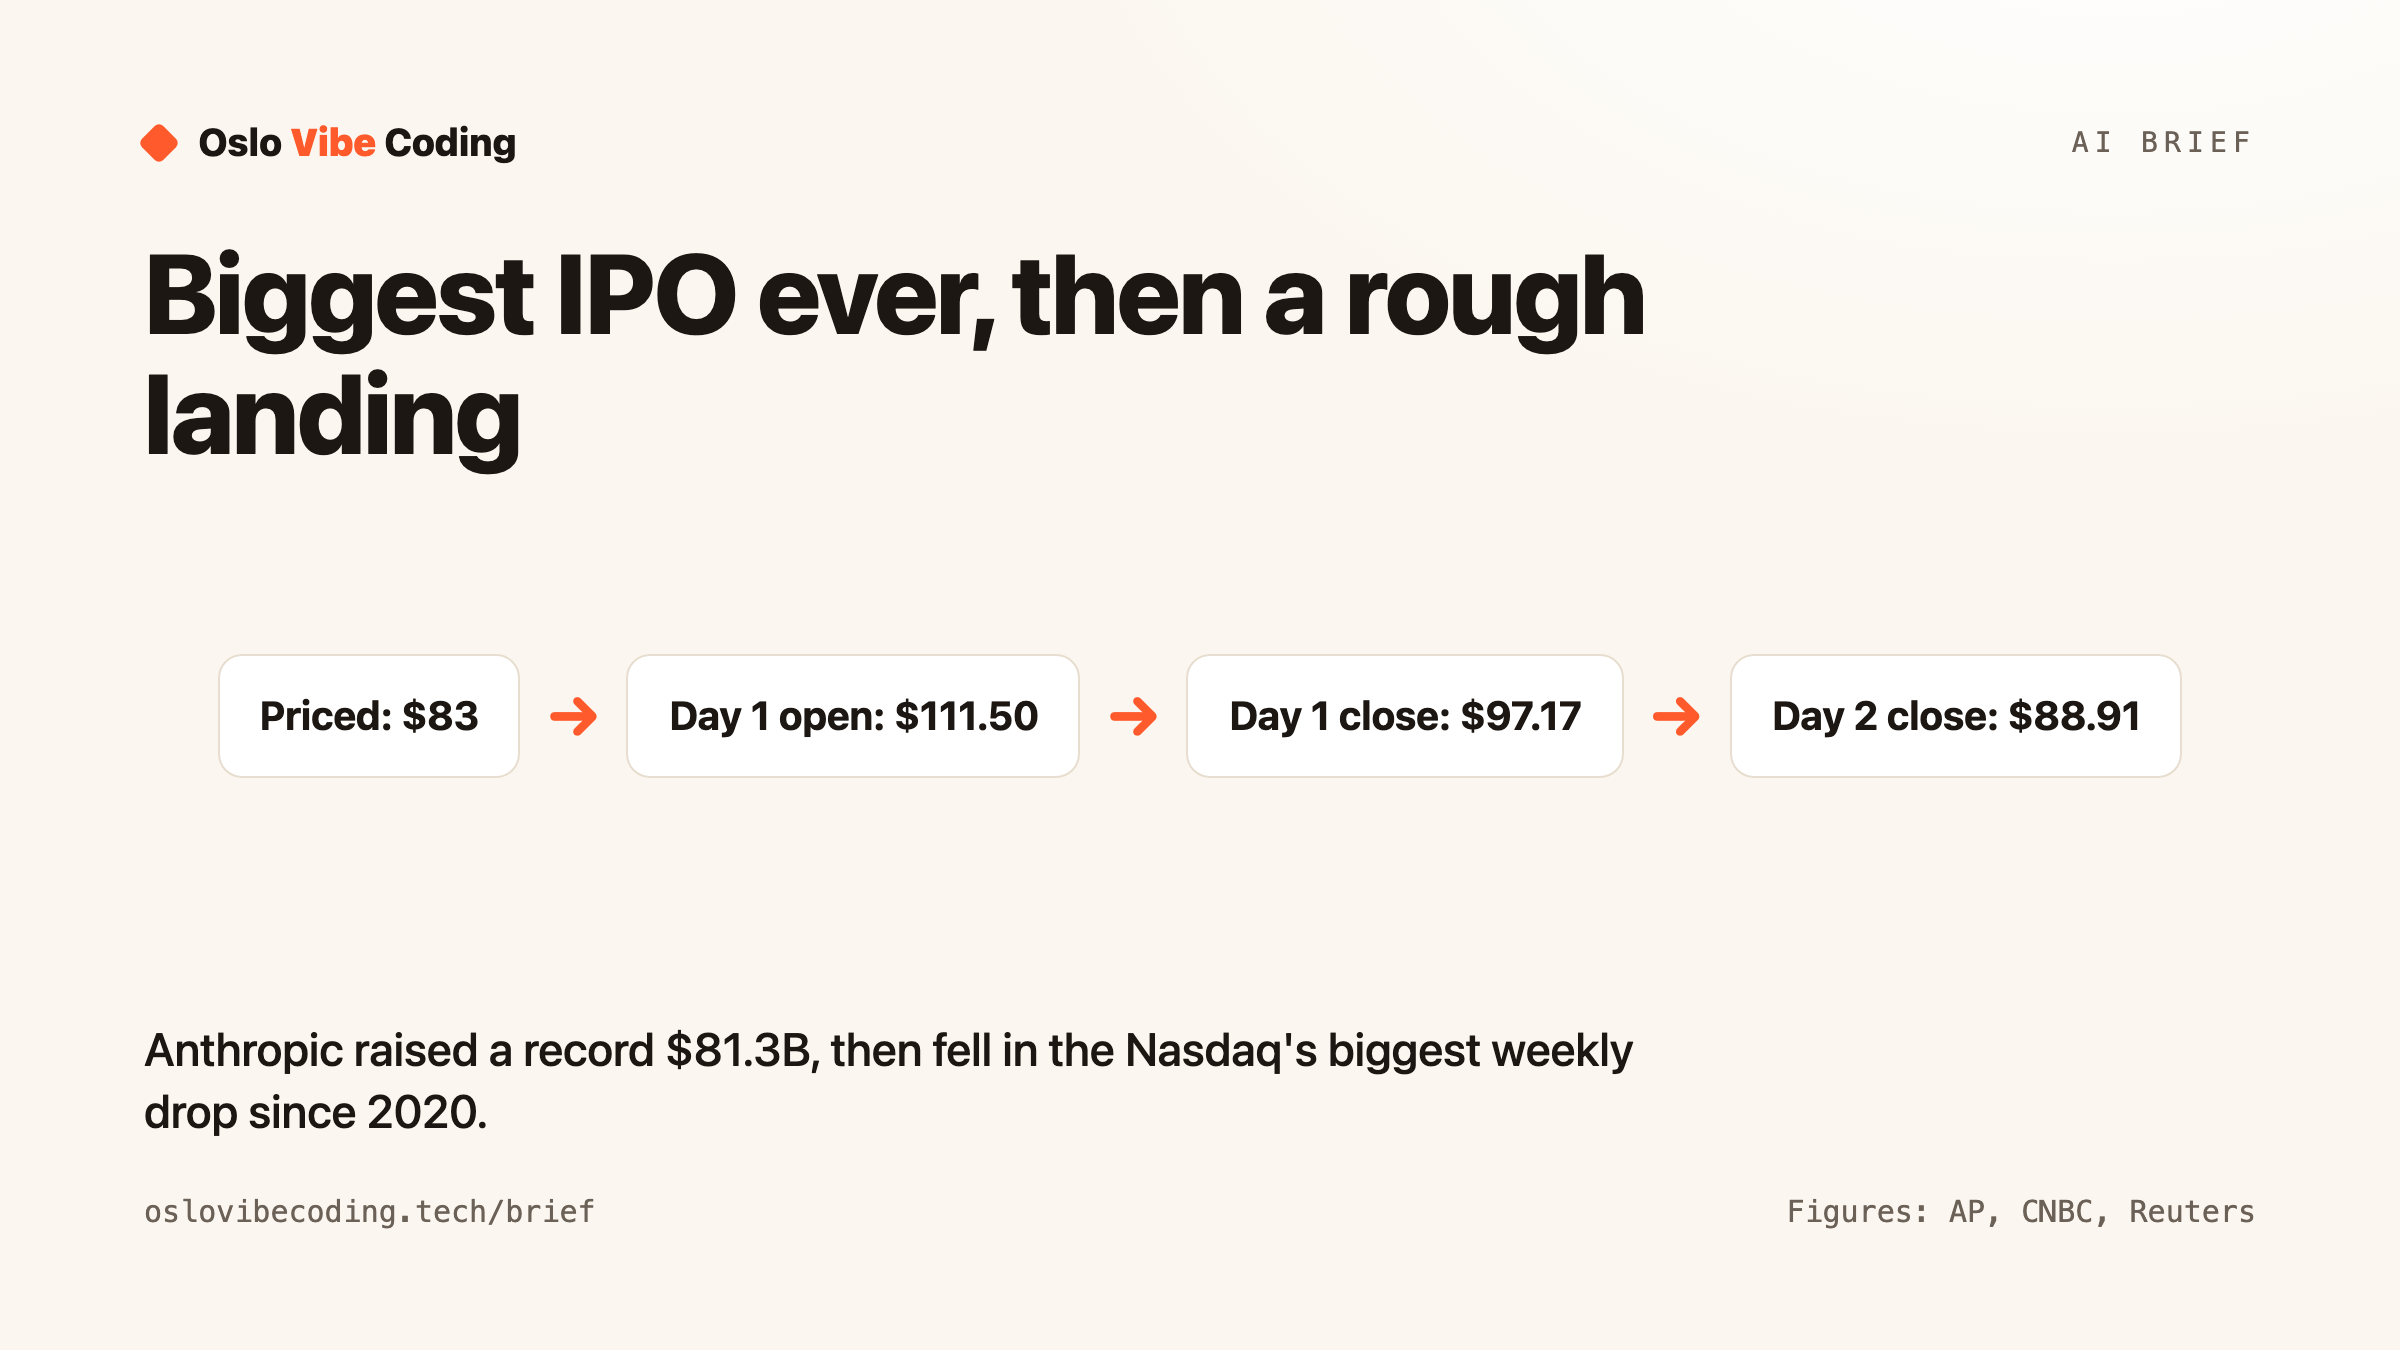 Oslo Vibe Coding
AI BRIEF
Biggest IPO ever, then a rough
landing
Priced: $83
Day 1 open: $111.50
Day 1 close: $97.17
Day 2 close: $88.91
Anthropic raised a record $81.3B, then fell in the Nasdaq's biggest weekly
drop since 2020.
oslovibecoding.tech/brief
Figures: AP, CNBC, Reuters